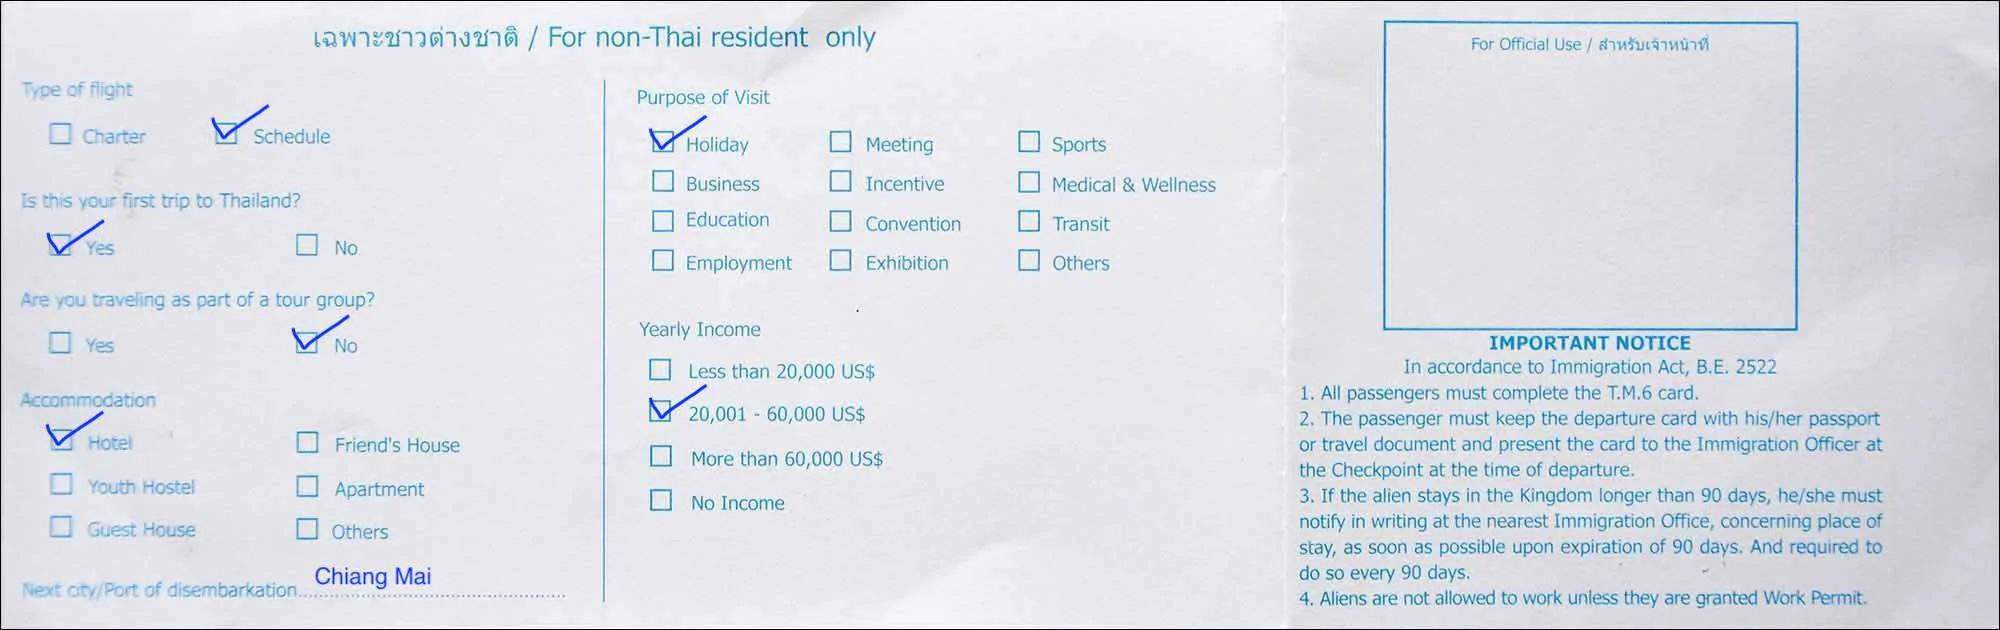 เฉพาะชาวต่างชาติ / For non-Thai resident only
Type of flight
Charter Schedule
Is this your first trip to Thailand?
Yes No
Are you traveling as part of a tour group?
Yes No
Accommodation
Hotel Friend's House
Youth Hostel Apartment
Guest House Others
Next city/Port of disembarkation Chiang Mai
Purpose of Visit
Holiday Meeting Sports
Business Incentive Medical & Wellness
Education Convention Transit
Employment Exhibition Others
Yearly Income
Less than 20,000 US$
20,001 - 60,000 US$
More than 60,000 US$
No Income
For Official Use / สำหรับเจ้าหน้าที่
IMPORTANT NOTICE
In accordance to Immigration Act, B.E. 2522
1. All passengers must complete the T.M.6 card.
2. The passenger must keep the departure card with his/her passport
or travel document and present the card to the Immigration Officer at
the Checkpoint at the time of departure.
3. If the alien stays in the Kingdom longer than 90 days, he/she must
notify in writing at the nearest Immigration Office, concerning place of
stay, as soon as possible upon expiration of 90 days. And required to
do so every 90 days.
4. Aliens are not allowed to work unless they are granted Work Permit.